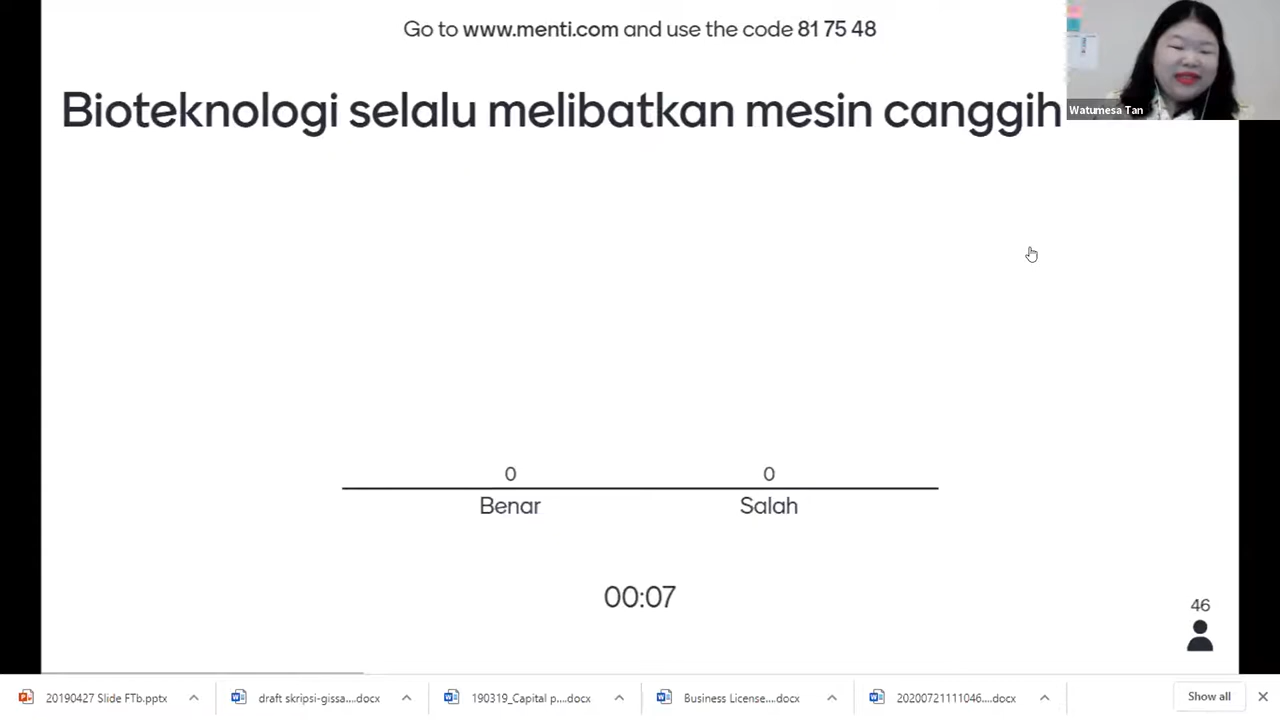 Go to www.menti.com and use the code 81 75 48
Bioteknologi selalu melibatkan mesin canggih
Watumesa Tan
0 0
Benar Salah
00:07
46
20190427 Slide FTb.pptx draft skripsi-gissa....docx 190319_Capital p....docx Business License....docx 20200721111046....docx Show all